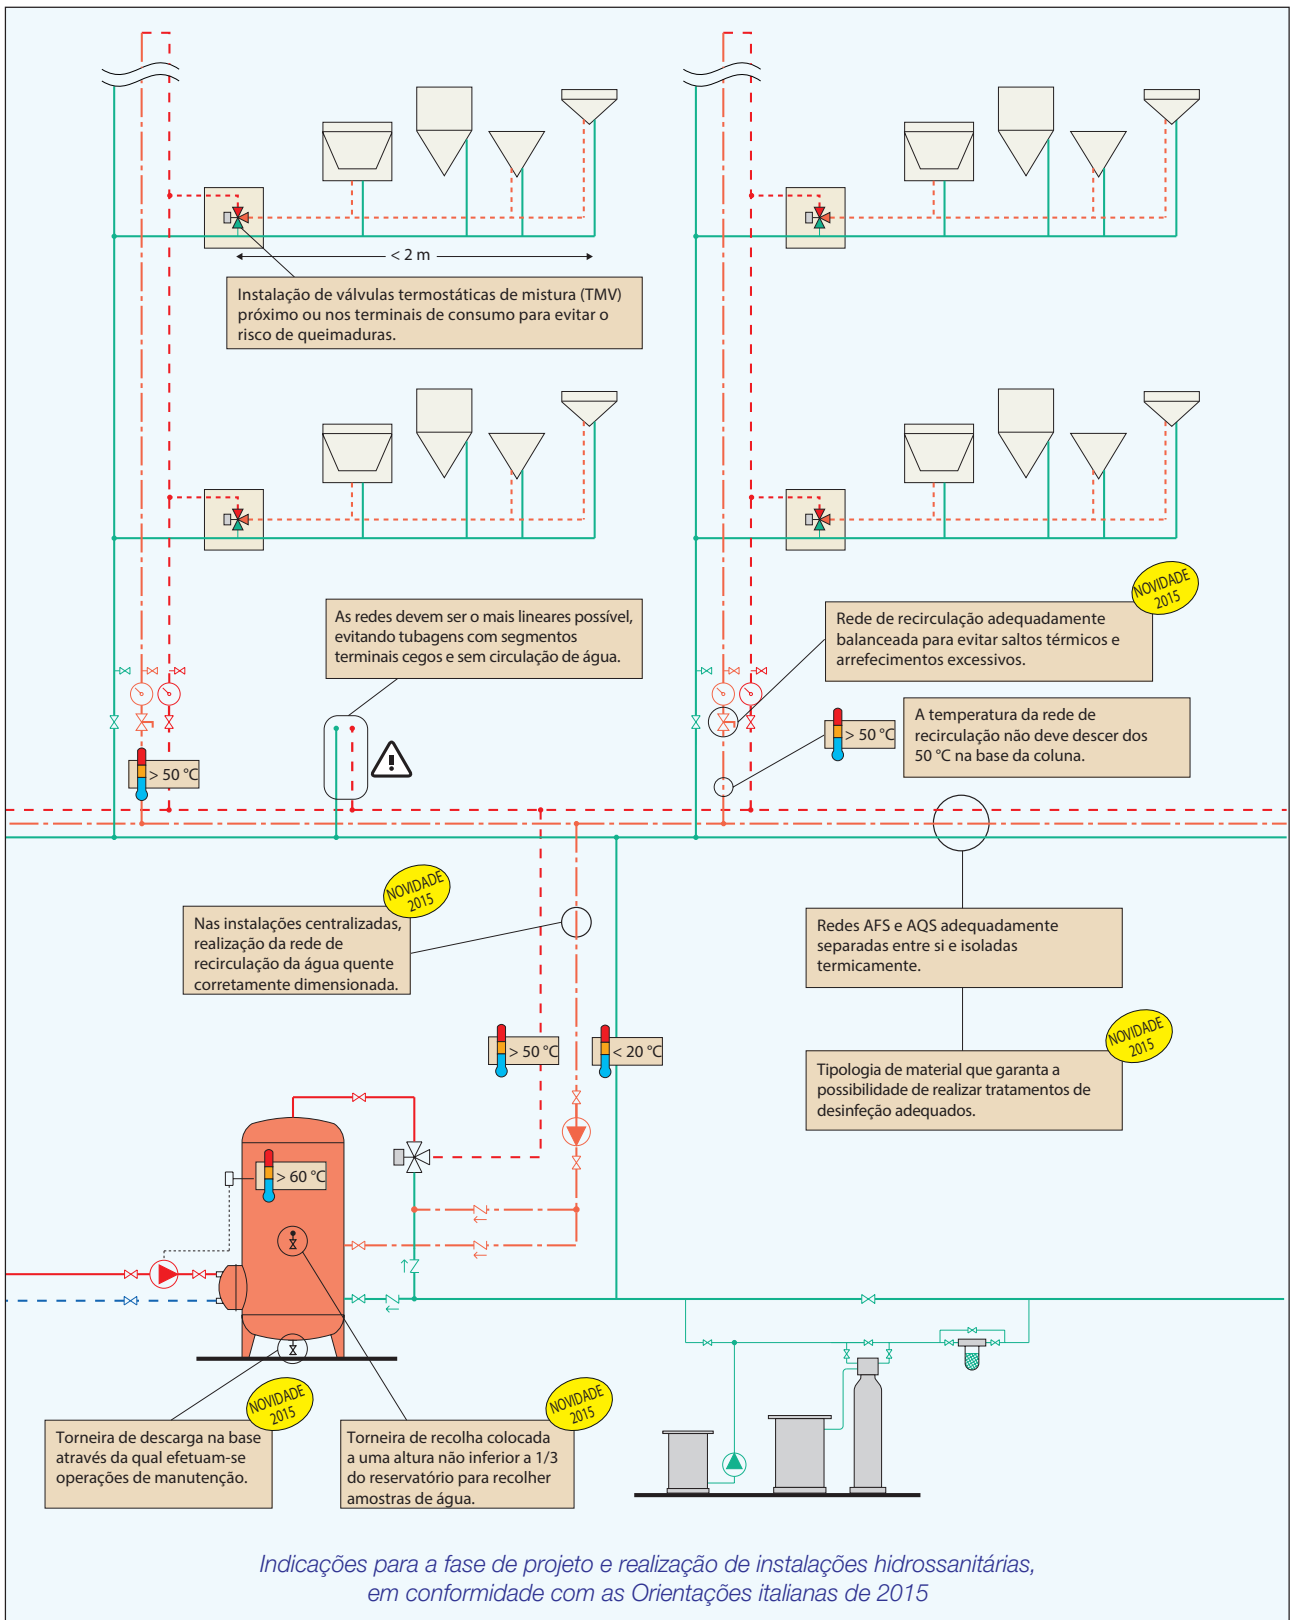 < 2 m
Instalação de válvulas termostáticas de mistura (TMV)
próximo ou nos terminais de consumo para evitar o
risco de queimaduras.
As redes devem ser o mais lineares possível,
evitando tubagens com segmentos
terminais cegos e sem circulação de água.
NOVIDADE
2015
Rede de recirculação adequadamente
balanceada para evitar saltos térmicos e
arrefecimentos excessivos.
> 50 °C
A temperatura da rede de
recirculação não deve descer dos
50 °C na base da coluna.
> 50 °C
NOVIDADE
2015
Nas instalações centralizadas,
realização da rede de
recirculação da água quente
corretamente dimensionada.
Redes AFS e AQS adequadamente
separadas entre si e isoladas
termicamente.
> 50 °C
< 20 °C
NOVIDADE
2015
Tipologia de material que garanta a
possibilidade de realizar tratamentos de
desinfeção adequados.
> 60 °C
NOVIDADE
2015
Torneira de descarga na base
através da qual efetuam-se
operações de manutenção.
NOVIDADE
2015
Torneira de recolha colocada
a uma altura não inferior a 1/3
do reservatório para recolher
amostras de água.
Indicações para a fase de projeto e realização de instalações hidrossanitárias,
em conformidade com as Orientações italianas de 2015